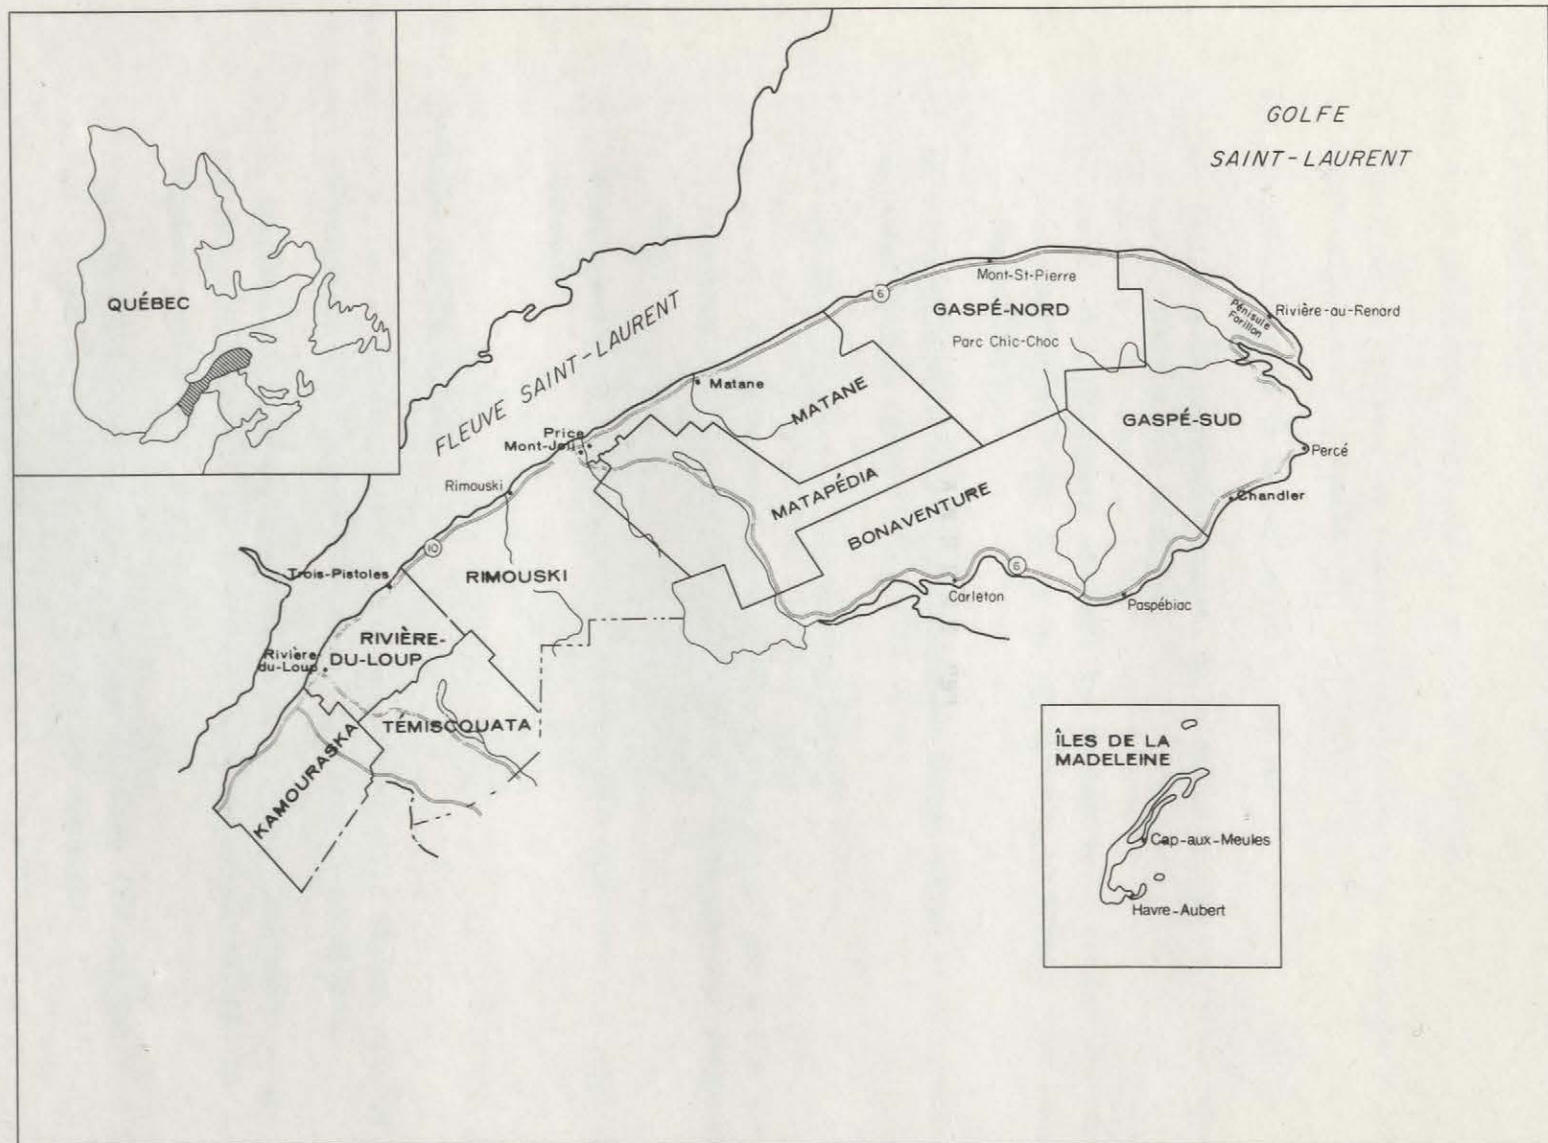 GOLFE
SAINT-LAURENT
QUÉBEC
FLEUVE SAINT-LAURENT
6
Mont-St-Pierre
GASPÉ-NORD
Parc Chic-Choc
Pénisule
Forillon
Rivière-au-Renard
Matane
MATANE
GASPÉ-SUD
Price
Mont-Joli
Percé
Rimouski
MATAPÉDIA
BONAVENTURE
Chandler
10
Trois-Pistoles
RIMOUSKI
6
Carleton
Paspébiac
RIVIÈRE-
DU-LOUP
Rivière-
du-Loup
TÉMISCOUATA
KAMOURASKA
ÎLES DE LA
MADELEINE
Cap-aux-Meules
Havre-Aubert